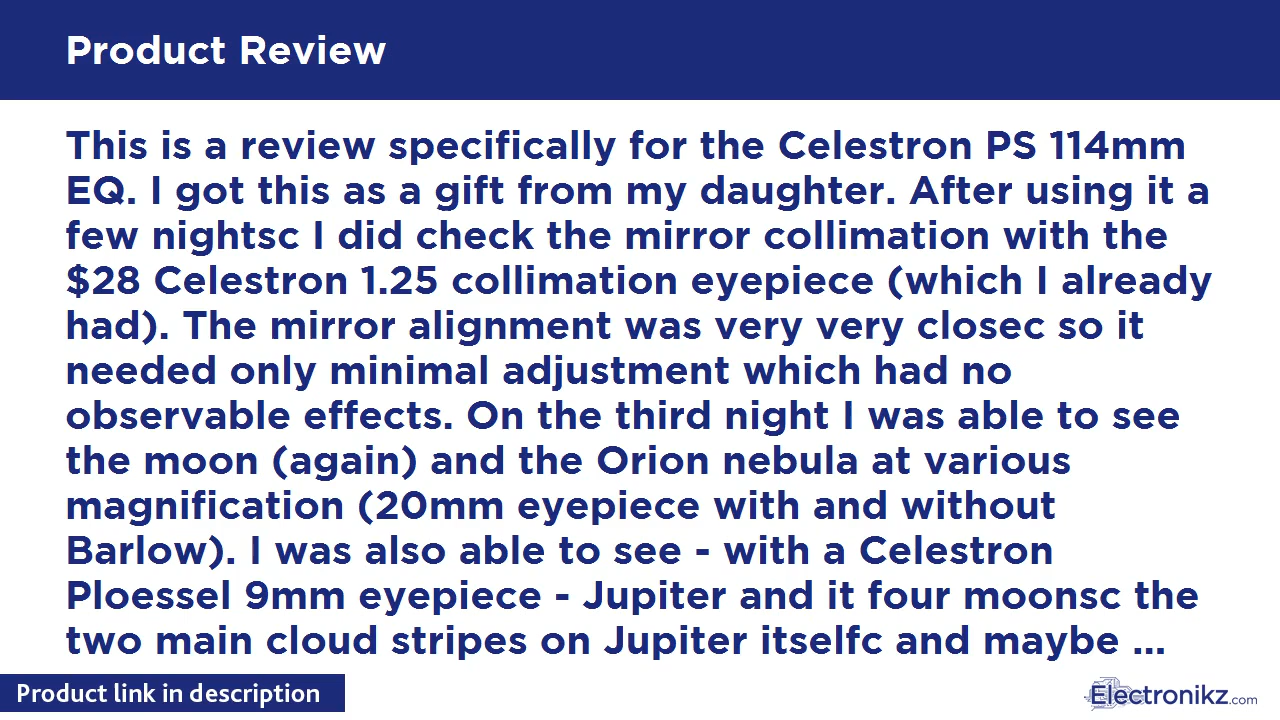 Product Review
This is a review specifically for the Celestron PS 114mm
EQ. I got this as a gift from my daughter. After using it a
few nightsc I did check the mirror collimation with the
$28 Celestron 1.25 collimation eyepiece (which I already
had). The mirror alignment was very very closec so it
needed only minimal adjustment which had no
observable effects. On the third night I was able to see
the moon (again) and the Orion nebula at various
magnification (20mm eyepiece with and without
Barlow). I was also able to see - with a Celestron
Ploessel 9mm eyepiece - Jupiter and it four moonsc the
two main cloud stripes on Jupiter itselfc and maybe ...
Product link in description
Electronikz.com